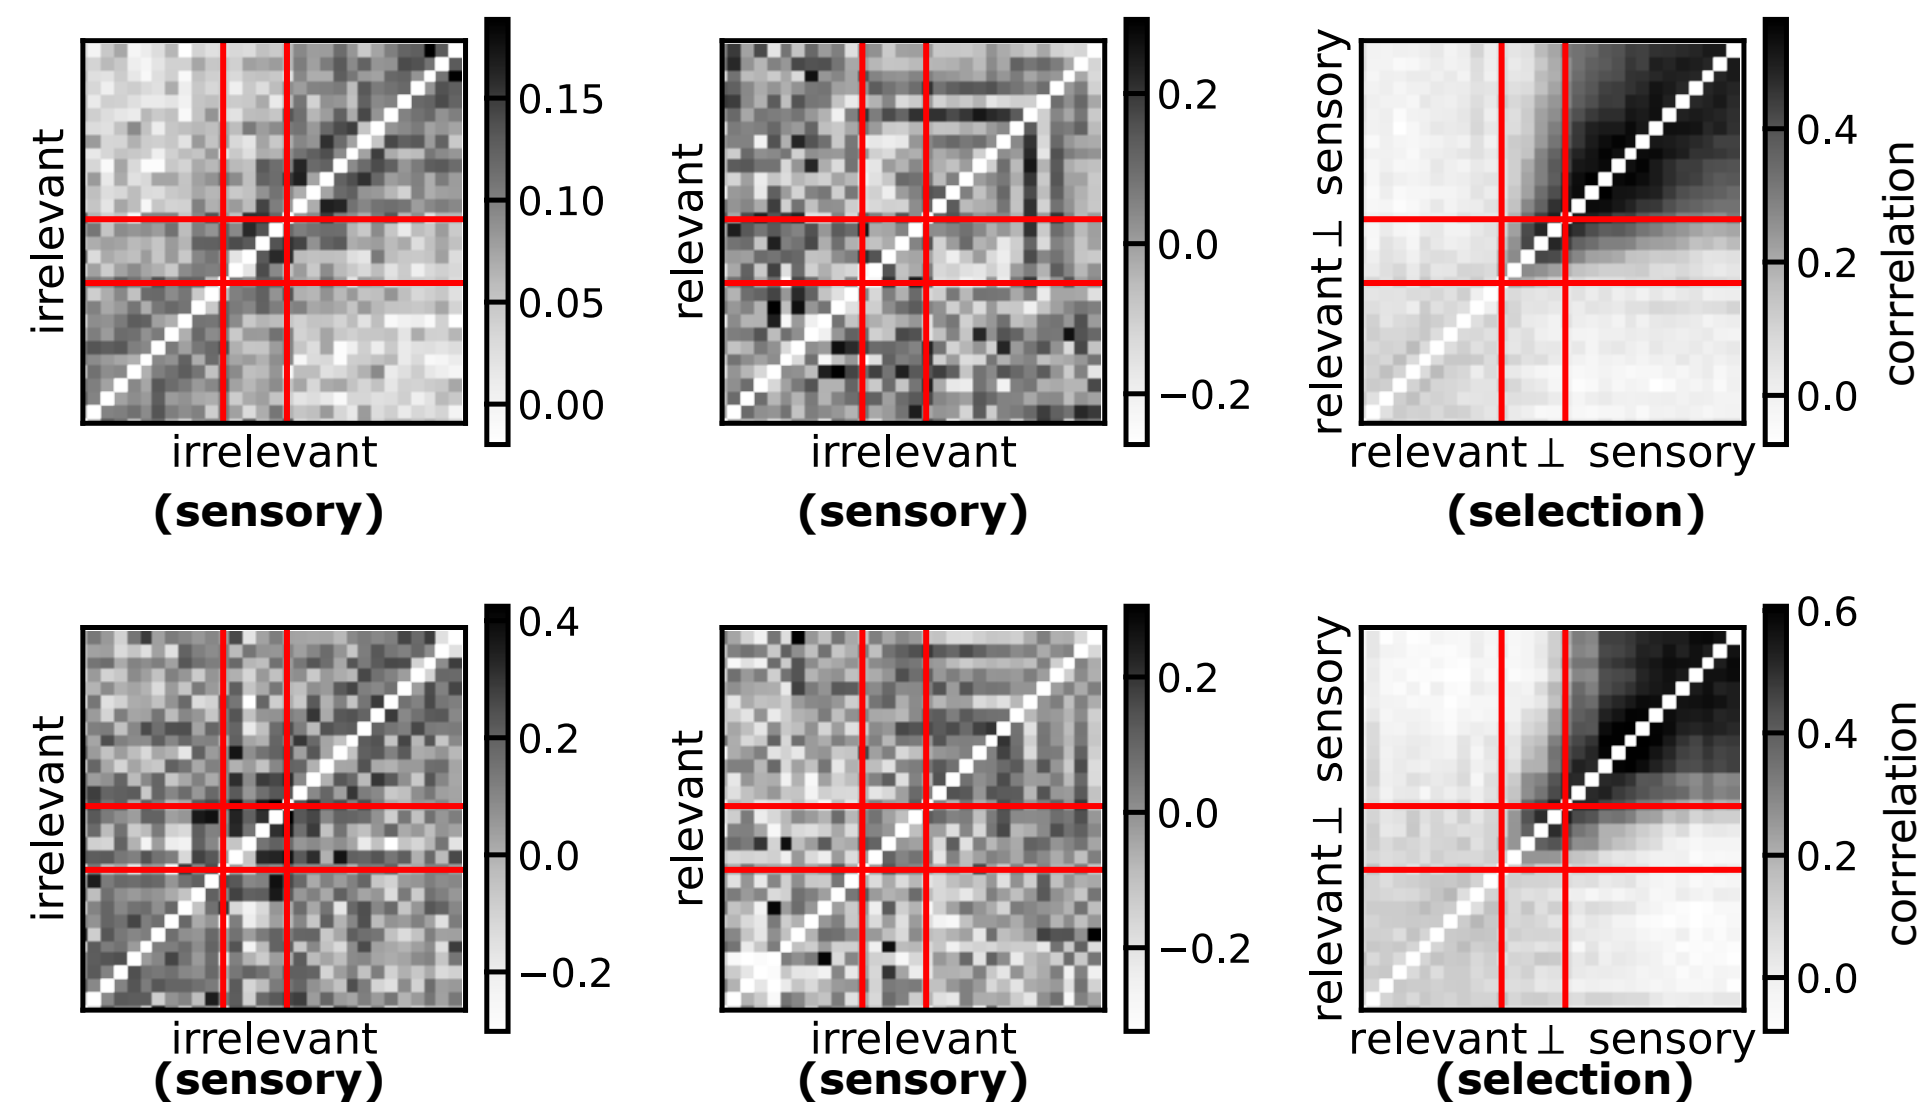 irrelevant
irrelevant
(sensory)
0.15
0.10
0.05
0.00
relevant
irrelevant
(sensory)
0.2
0.0
−0.2
relevant ⊥ sensory
relevant ⊥ sensory
(selection)
0.4
0.2
0.0
corrrelation
irrelevant
irrelevant
(sensory)
0.4
0.2
0.0
−0.2
relevant
irrelevant
(sensory)
0.2
0.0
−0.2
relevant ⊥ sensory
relevant ⊥ sensory
(selection)
0.6
0.4
0.2
0.0
corrrelation